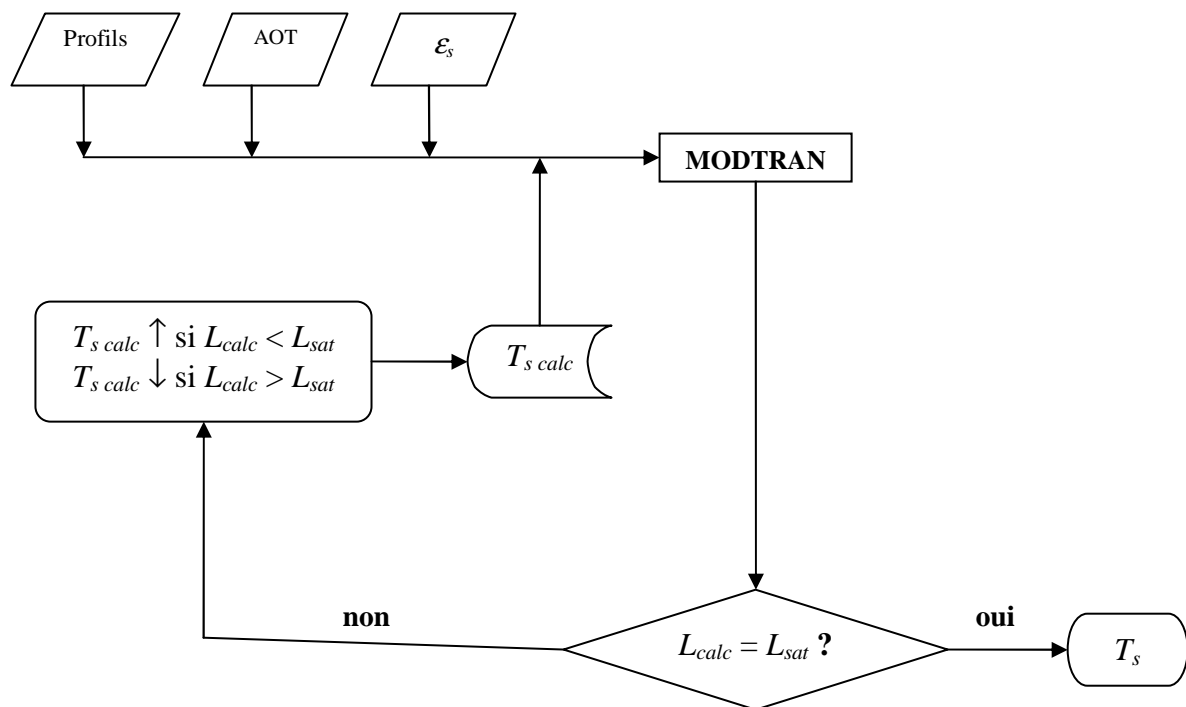 Profils
AOT
εs
MODTRAN
Ts calc ↑ si Lcalc < Lsat
Ts calc ↓ si Lcalc > Lsat
Ts calc
non
oui
Lcalc = Lsat ?
Ts